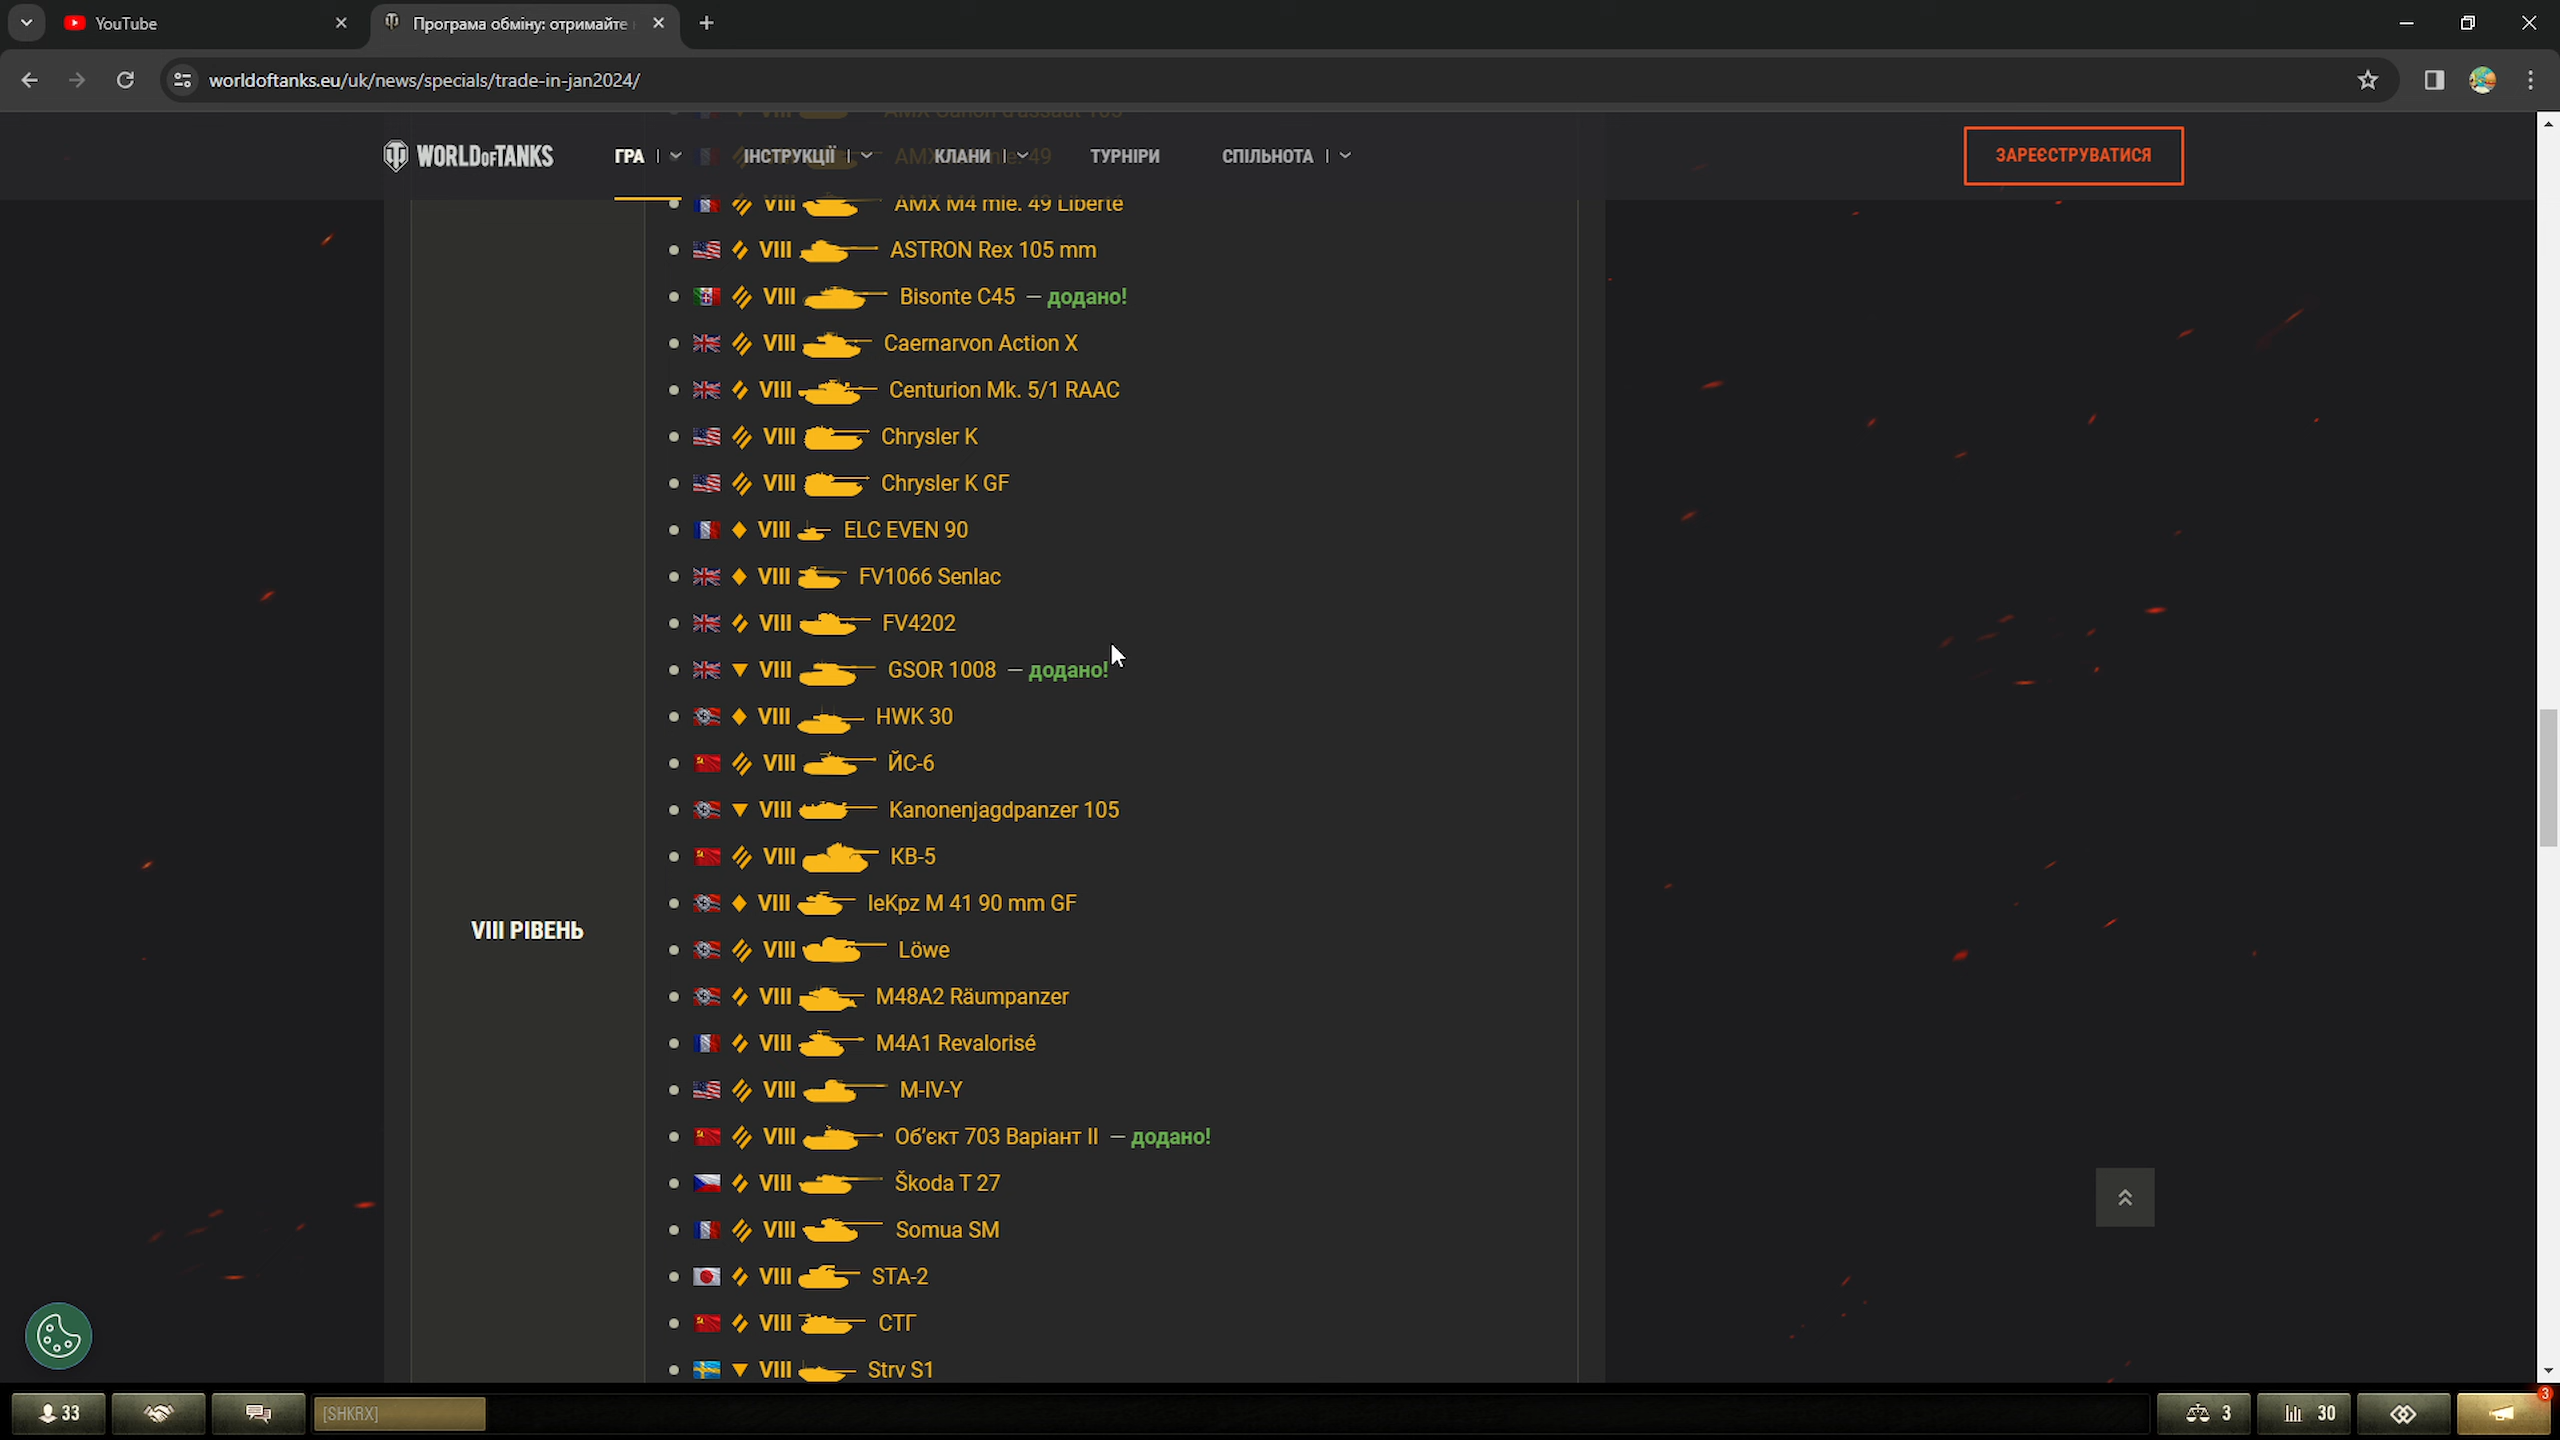 YouTube
Програма обміну: отримайте
worldoftanks.eu/uk/news/specials/trade-in-jan2024/
WORLD OF TANKS
ГРА
ІНСТРУКЦІЇ
КЛАНИ
ТУРНІРИ
СПІЛЬНОТА
ЗАРЕЄСТРУВАТИСЯ
VIII AMX M4 mle. 49 Liberté
VIII ASTRON Rex 105 mm
VIII Bisonte C45 — додано!
VIII Caernarvon Action X
VIII Centurion Mk. 5/1 RAAC
VIII Chrysler K
VIII Chrysler K GF
VIII ELC EVEN 90
VIII FV1066 Senlac
VIII FV4202
VIII GSOR 1008 — додано!
VIII HWK 30
VIII ЙС-6
VIII Kanonenjagdpanzer 105
VIII КВ-5
VIII leKpz M 41 90 mm GF
VIII РІВЕНЬ
VIII Löwe
VIII M48A2 Räumpanzer
VIII M4A1 Revalorisé
VIII M-IV-Y
VIII Об’єкт 703 Варіант II — додано!
VIII Škoda T 27
VIII Somua SM
VIII STA-2
VIII СТГ
VIII Strv S1
33
[SHKRX]
3
30
3